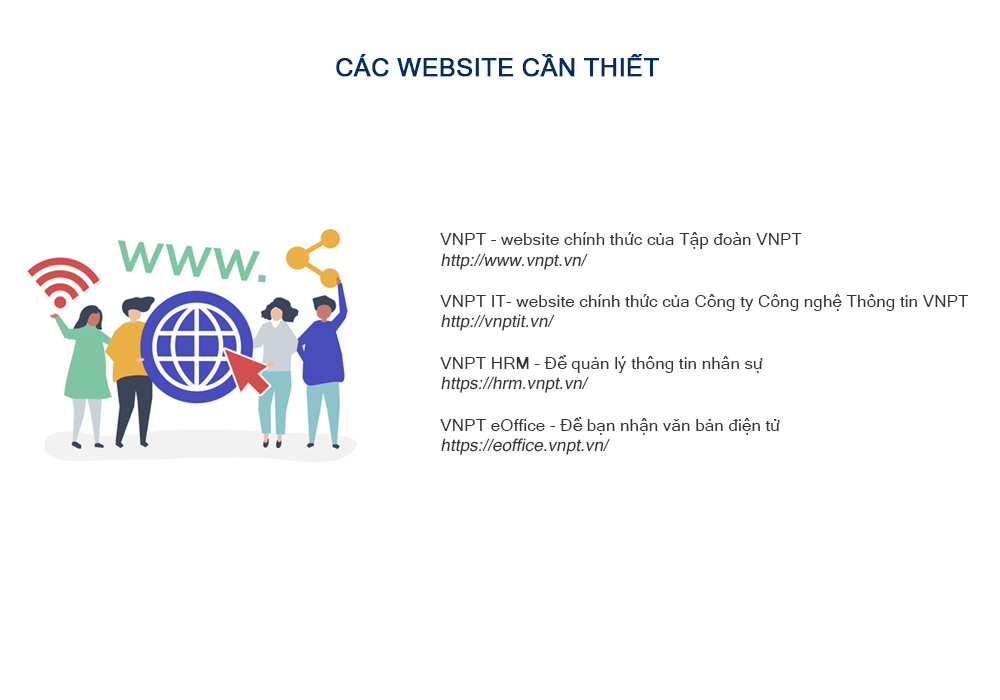 CÁC WEBSITE CẦN THIẾT
www.
VNPT - website chính thức của Tập đoàn VNPT
http://www.vnpt.vn/
VNPT IT- website chính thức của Công ty Công nghệ Thông tin VNPT
http://vnptit.vn/
VNPT HRM - Để quản lý thông tin nhân sự
https://hrm.vnpt.vn/
VNPT eOffice - Để bạn nhận văn bản điện tử
https://eoffice.vnpt.vn/